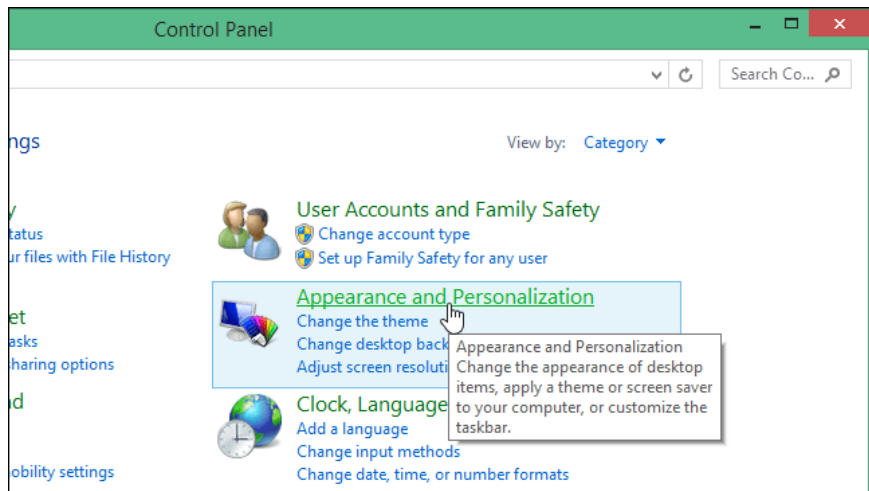 Control Panel
Search Co...
ngs
View by: Category
y
tatus
ur files with File History
et
asks
haring options
d
obility settings
User Accounts and Family Safety
Change account type
Set up Family Safety for any user
Appearance and Personalization
Change the theme
Change desktop back
Adjust screen resoluti
Appearance and Personalization
Change the appearance of desktop
items, apply a theme or screen saver
to your computer, or customize the
taskbar.
Clock, Language
Add a language
Change input methods
Change date, time, or number formats